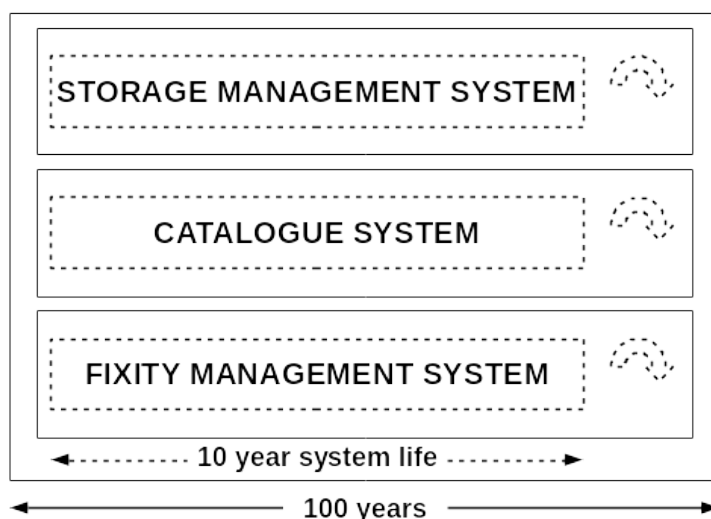 STORAGE MANAGEMENT SYSTEM
CATALOGUE SYSTEM
FIXITY MANAGEMENT SYSTEM
10 year system life
100 years